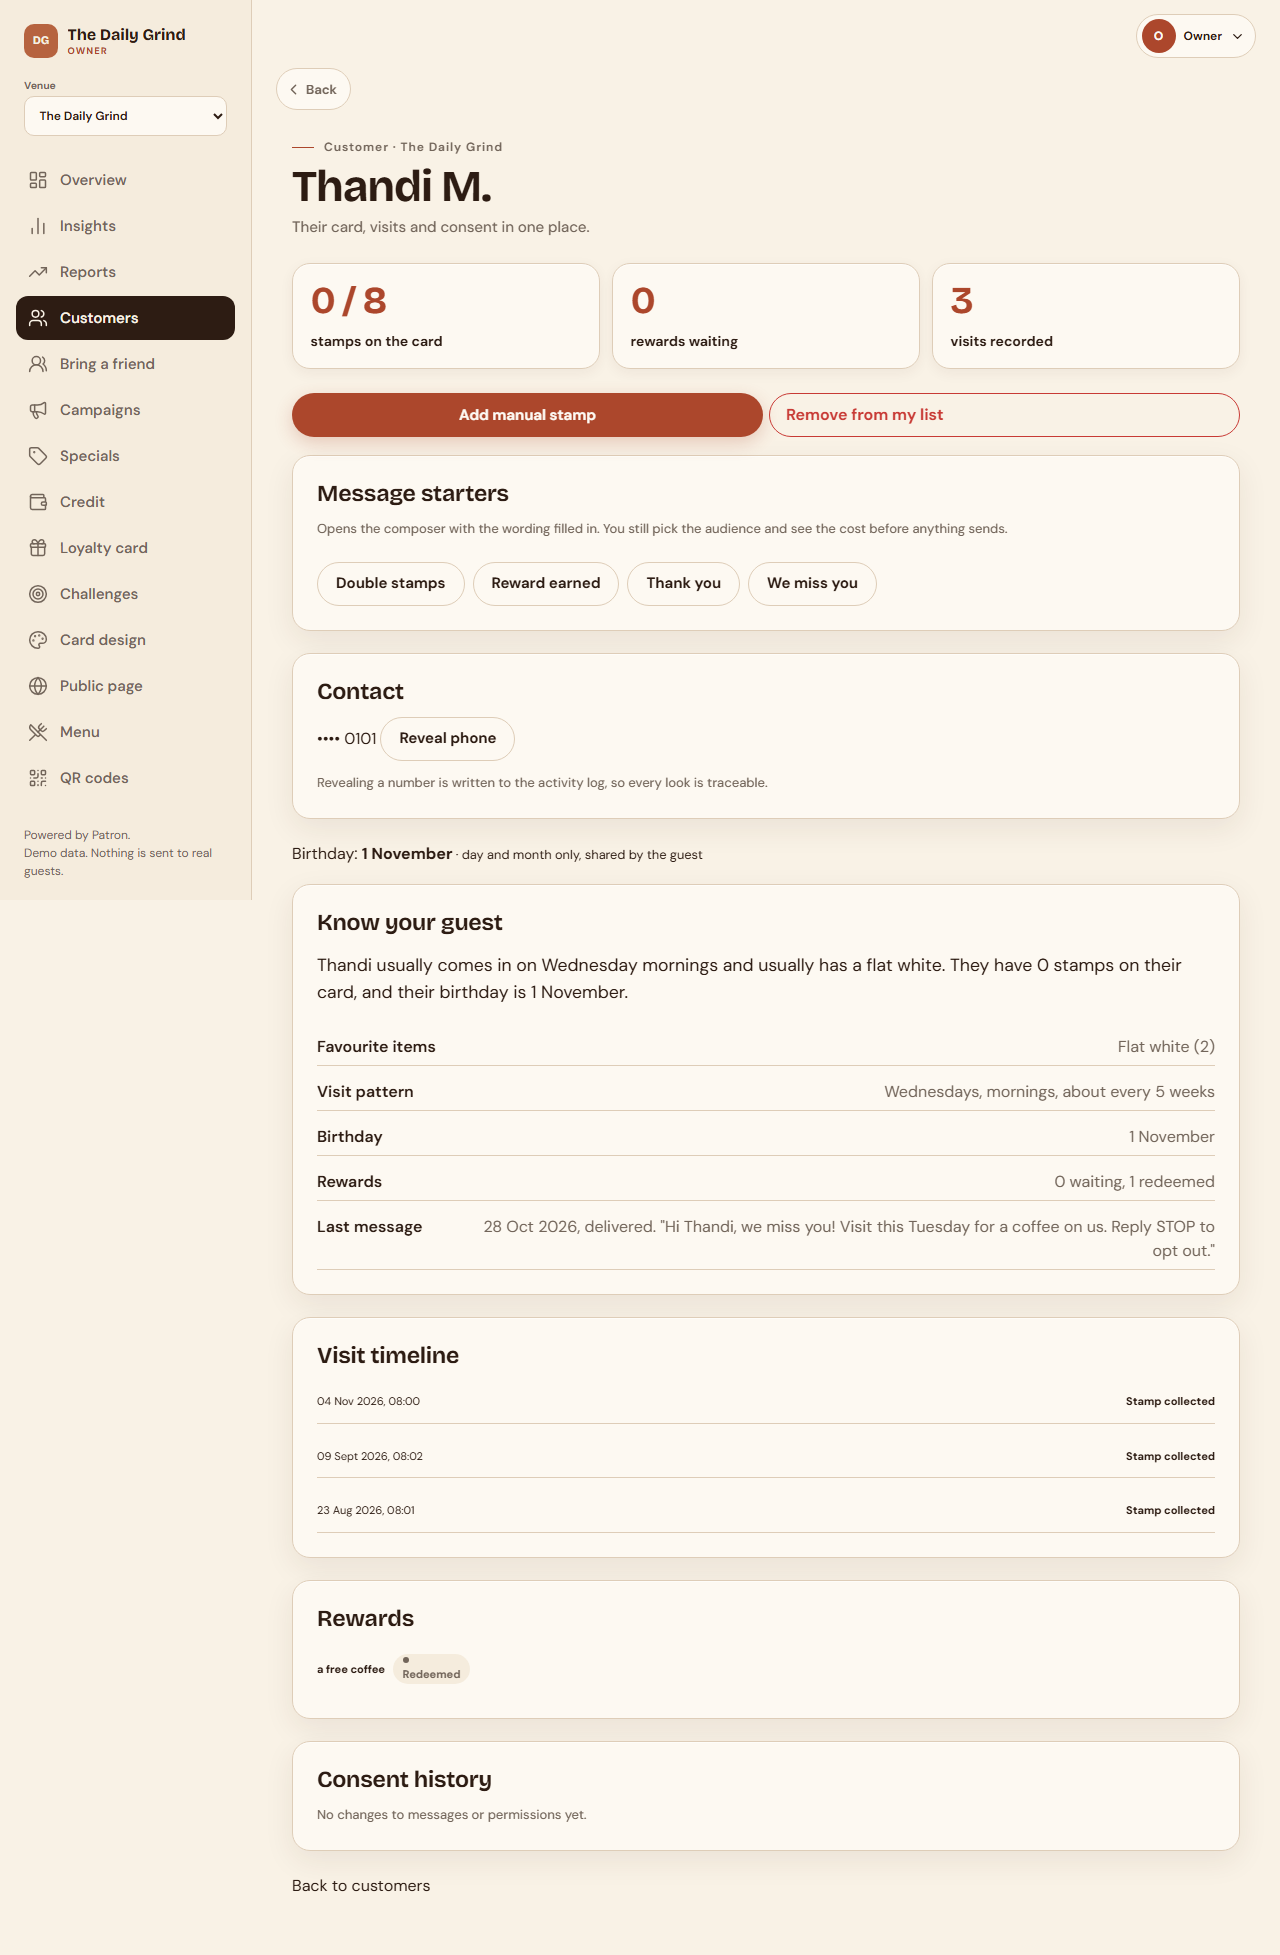 DG
The Daily Grind
OWNER
Venue
The Daily Grind
Overview
Insights
Reports
Customers
Bring a friend
Campaigns
Specials
Credit
Loyalty card
Challenges
Card design
Public page
Menu
QR codes
Powered by Patron.
Demo data. Nothing is sent to real
guests.
O Owner
Back
Customer · The Daily Grind
Thandi M.
Their card, visits and consent in one place.
0 / 8
stamps on the card
0
rewards waiting
3
visits recorded
Add manual stamp
Remove from my list
Message starters
Opens the composer with the wording filled in. You still pick the audience and see the cost before anything sends.
Double stamps
Reward earned
Thank you
We miss you
Contact
•••• 0101 Reveal phone
Revealing a number is written to the activity log, so every look is traceable.
Birthday: 1 November · day and month only, shared by the guest
Know your guest
Thandi usually comes in on Wednesday mornings and usually has a flat white. They have 0 stamps on their
card, and their birthday is 1 November.
Favourite items Flat white (2)
Visit pattern Wednesdays, mornings, about every 5 weeks
Birthday 1 November
Rewards 0 waiting, 1 redeemed
Last message 28 Oct 2026, delivered. "Hi Thandi, we miss you! Visit this Tuesday for a coffee on us. Reply STOP to
opt out."
Visit timeline
04 Nov 2026, 08:00 Stamp collected
09 Sept 2026, 08:02 Stamp collected
23 Aug 2026, 08:01 Stamp collected
Rewards
a free coffee Redeemed
Consent history
No changes to messages or permissions yet.
Back to customers